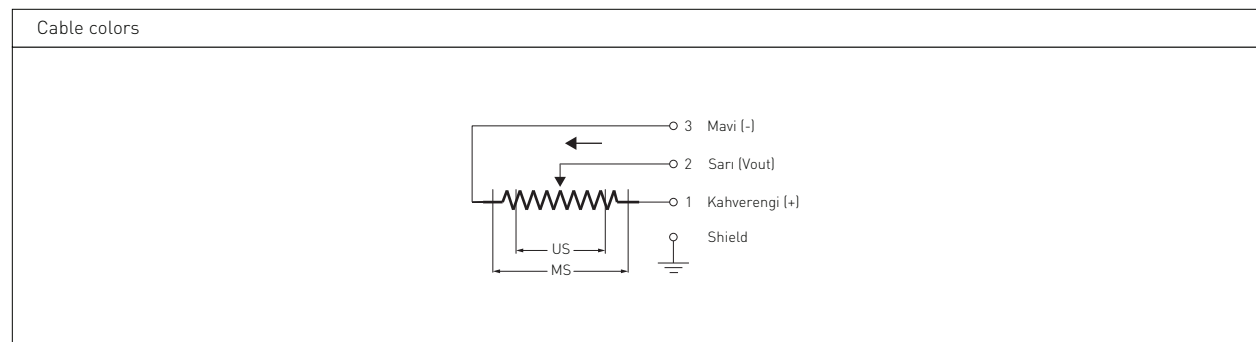 Cable colors
3 Mavi (-)
2 Sarı (Vout)
1 Kahverengi (+)
Shield
US
MS